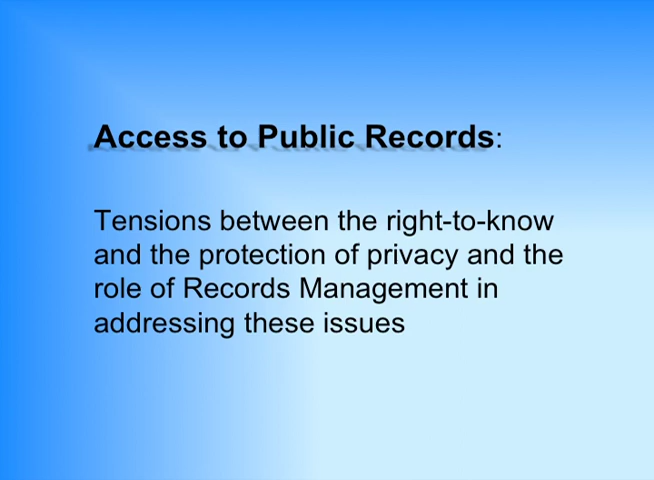 Access to Public Records:
Tensions between the right-to-know
and the protection of privacy and the
role of Records Management in
addressing these issues